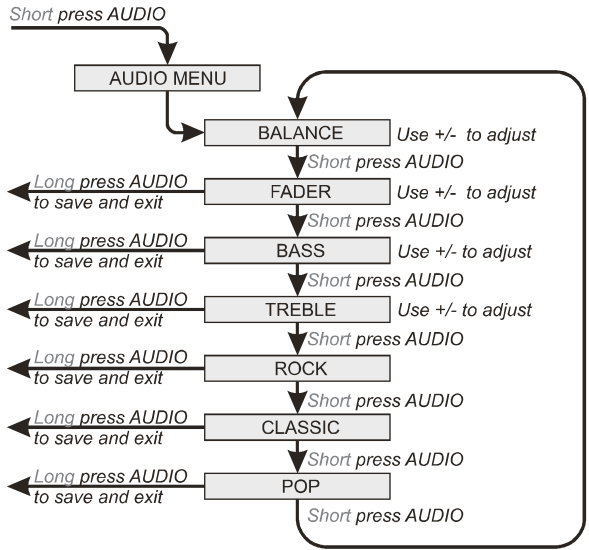 Short press AUDIO
AUDIO MENU
BALANCE
Use +/- to adjust
Short press AUDIO
Long press AUDIO
to save and exit
FADER
Use +/- to adjust
Short press AUDIO
Long press AUDIO
to save and exit
BASS
Use +/- to adjust
Short press AUDIO
Long press AUDIO
to save and exit
TREBLE
Use +/- to adjust
Short press AUDIO
Long press AUDIO
to save and exit
ROCK
Short press AUDIO
Long press AUDIO
to save and exit
CLASSIC
Short press AUDIO
Long press AUDIO
to save and exit
POP
Short press AUDIO